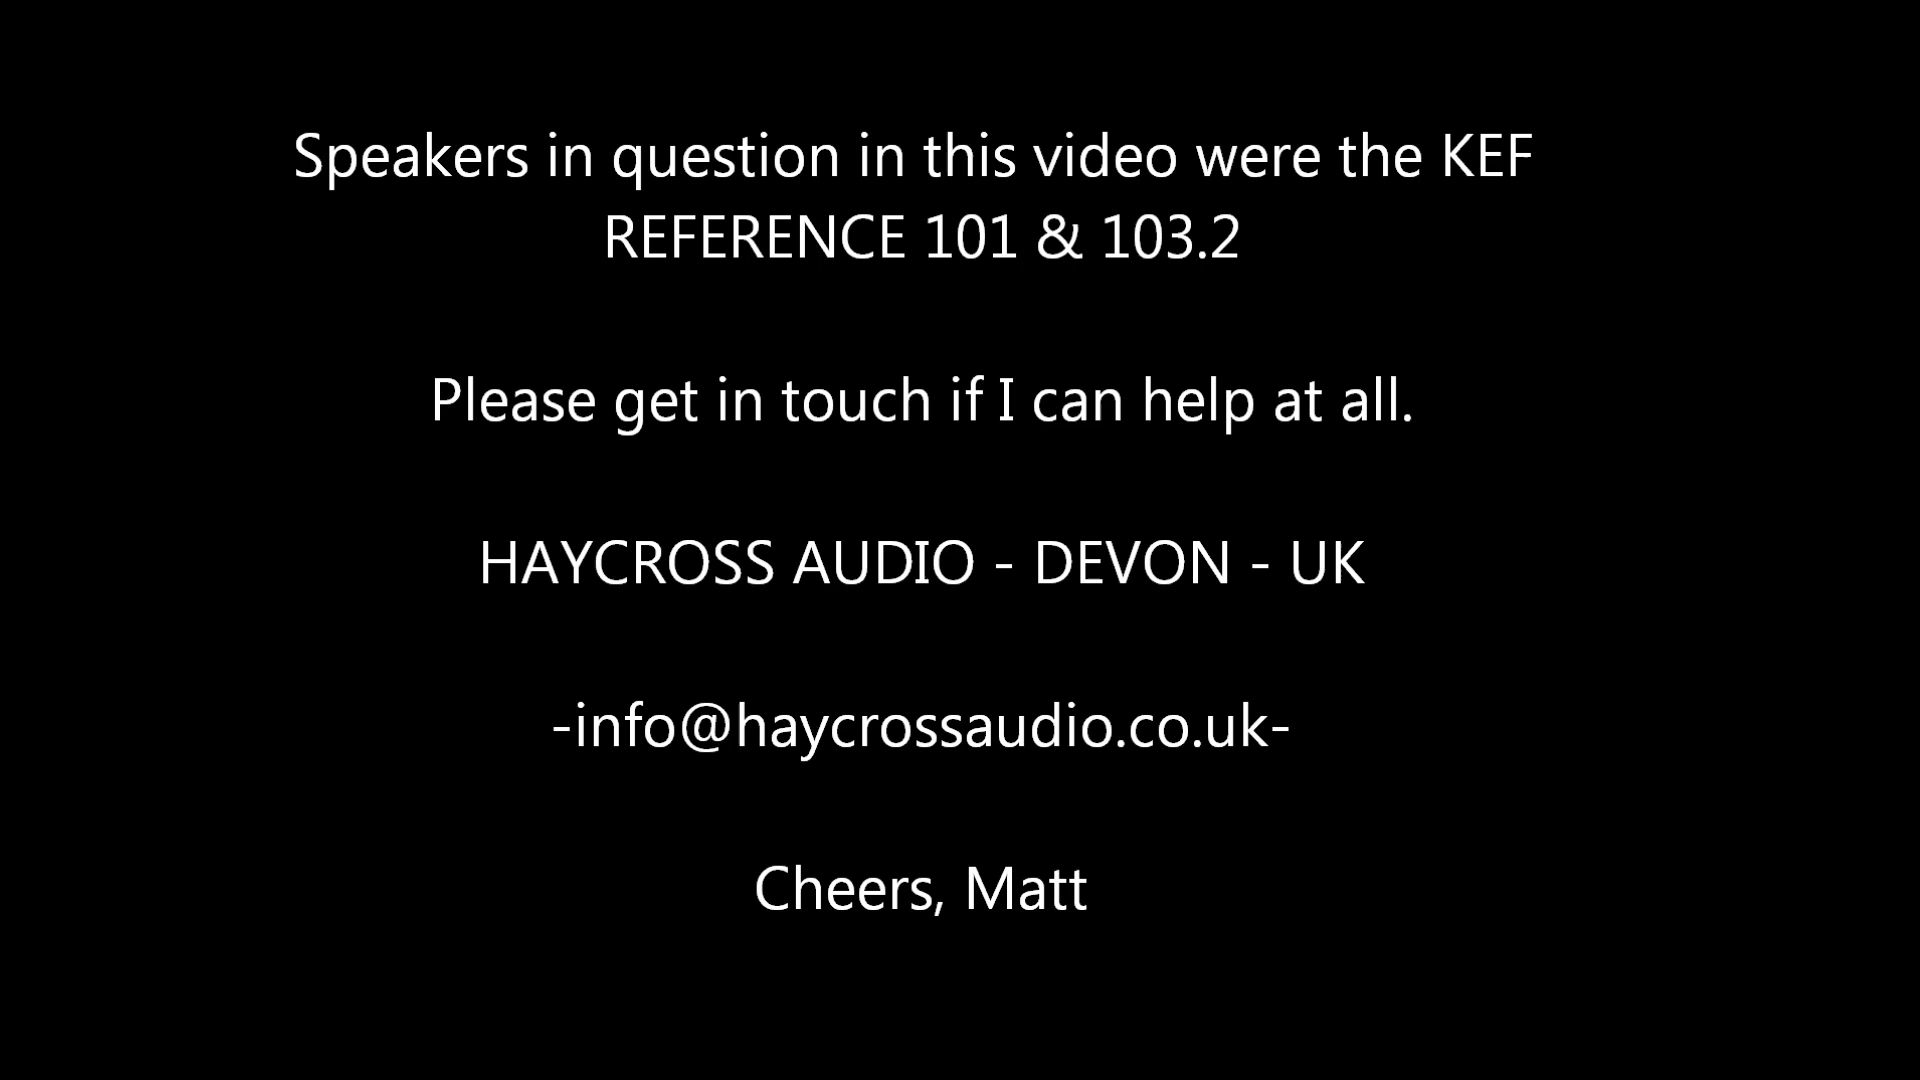 Speakers in question in this video were the KEF
REFERENCE 101 & 103.2
Please get in touch if I can help at all.
HAYCROSS AUDIO - DEVON - UK
-info@haycrossaudio.co.uk-
Cheers, Matt